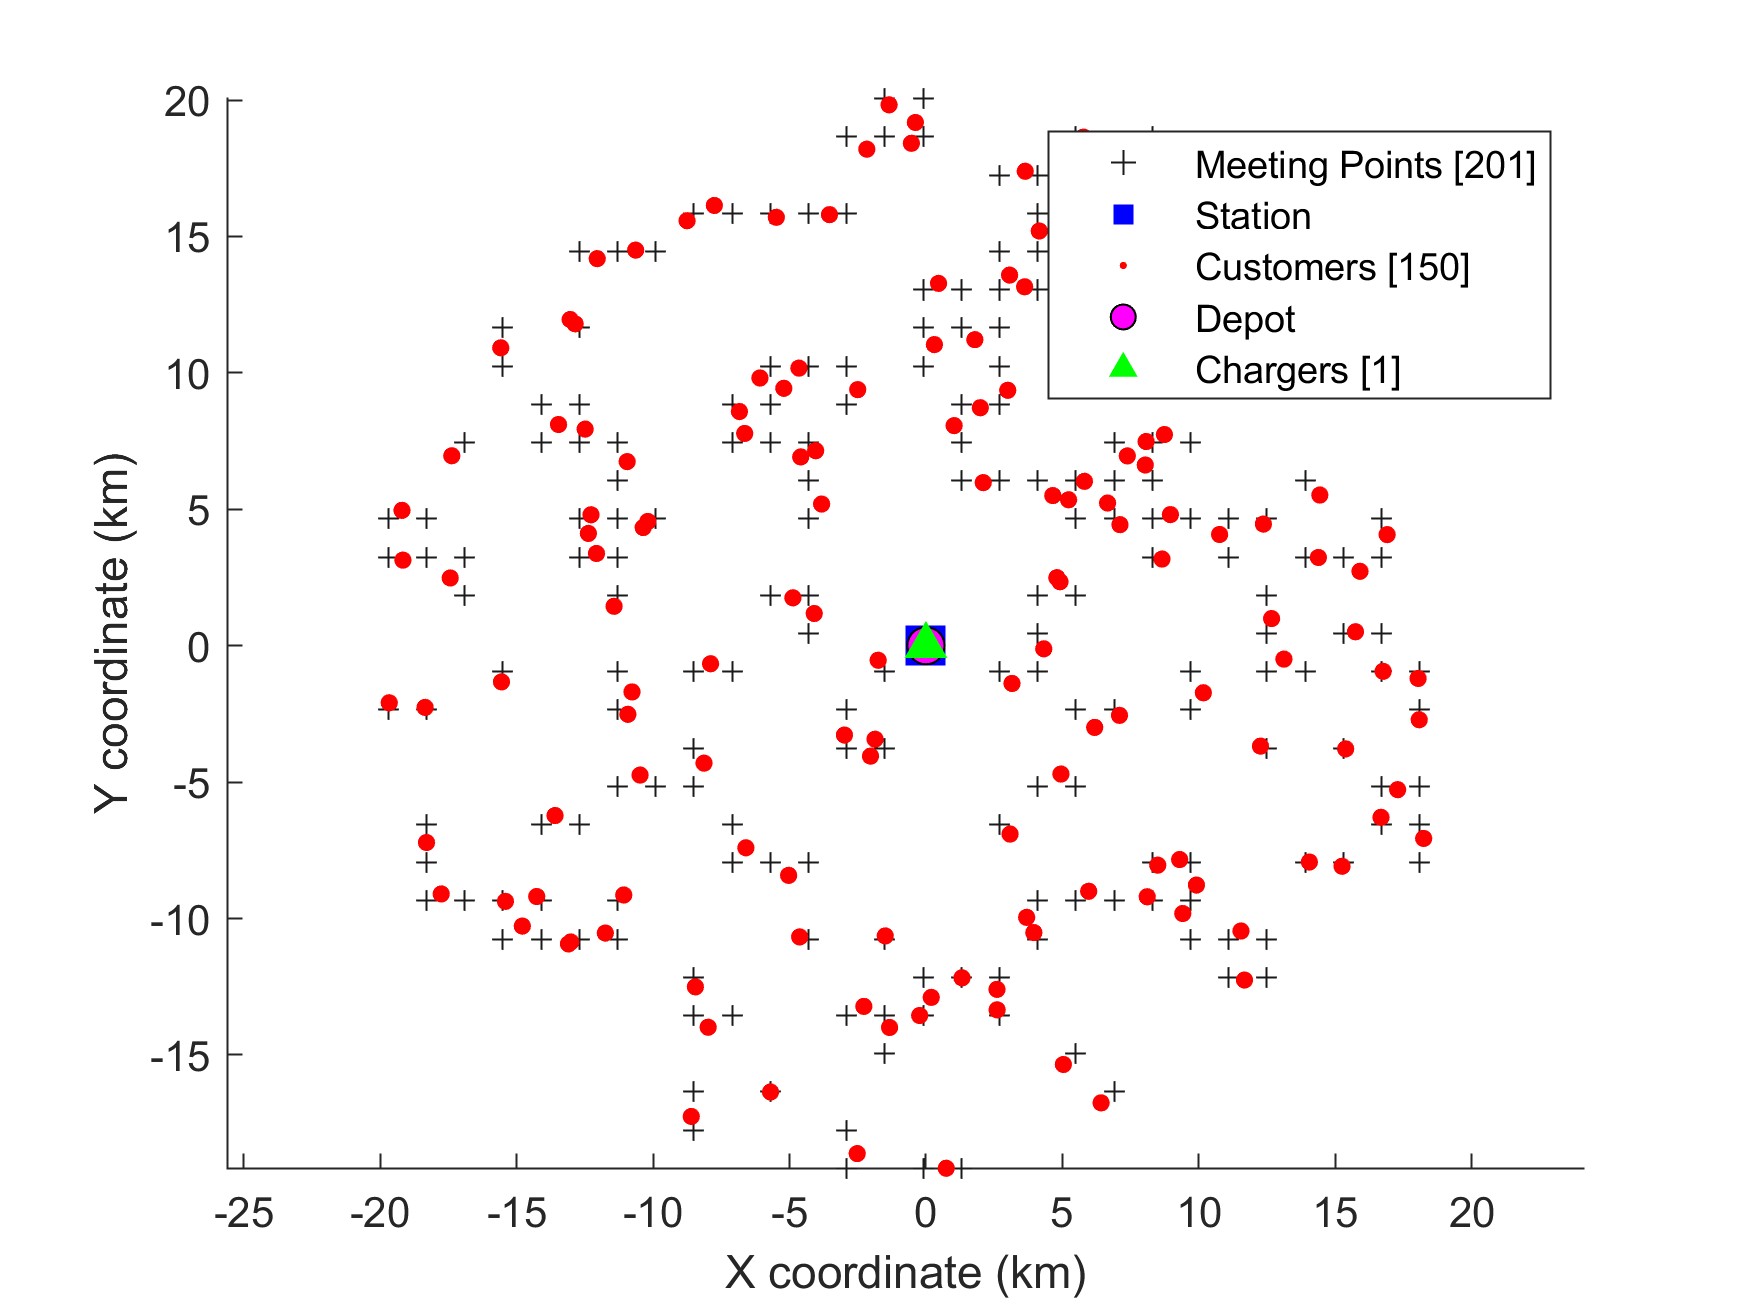 20
15
10
5
0
-5
-10
-15
Y coordinate (km)
Meeting Points [201]
Station
Customers [150]
Depot
Chargers [1]
-25 -20 -15 -10 -5 0 5 10 15 20
X coordinate (km)